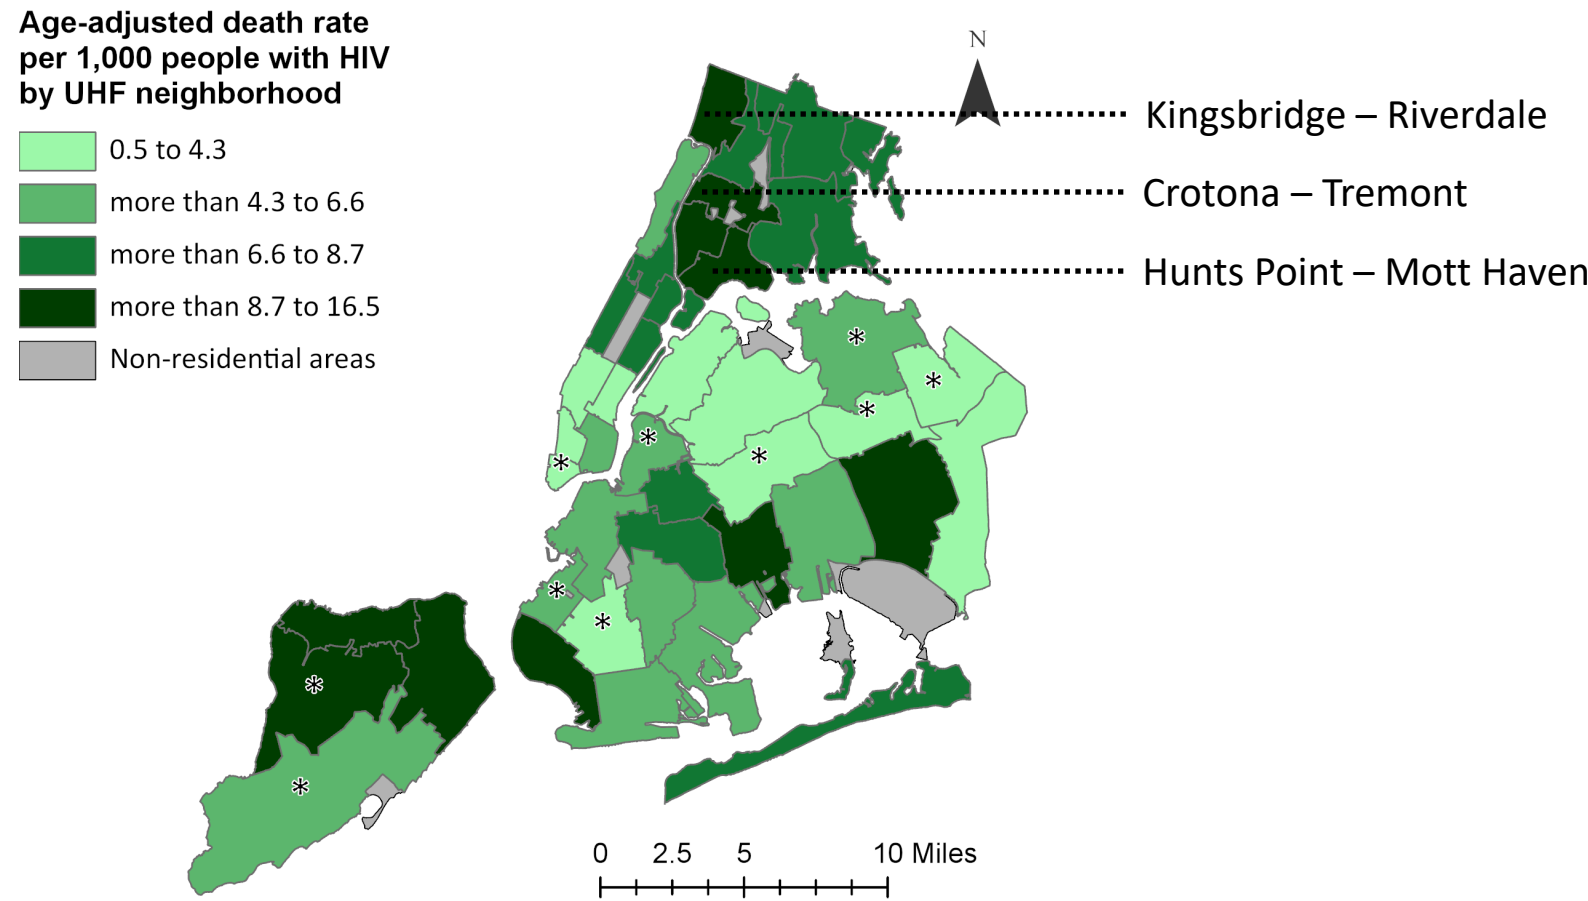 Age-adjusted death rate
per 1,000 people with HIV
by UHF neighborhood
0.5 to 4.3
more than 4.3 to 6.6
more than 6.6 to 8.7
more than 8.7 to 16.5
Non-residential areas
N
Kingsbridge – Riverdale
Crotona – Tremont
Hunts Point – Mott Haven
*
*
*
*
*
*
*
*
*
*
0 2.5 5 10 Miles